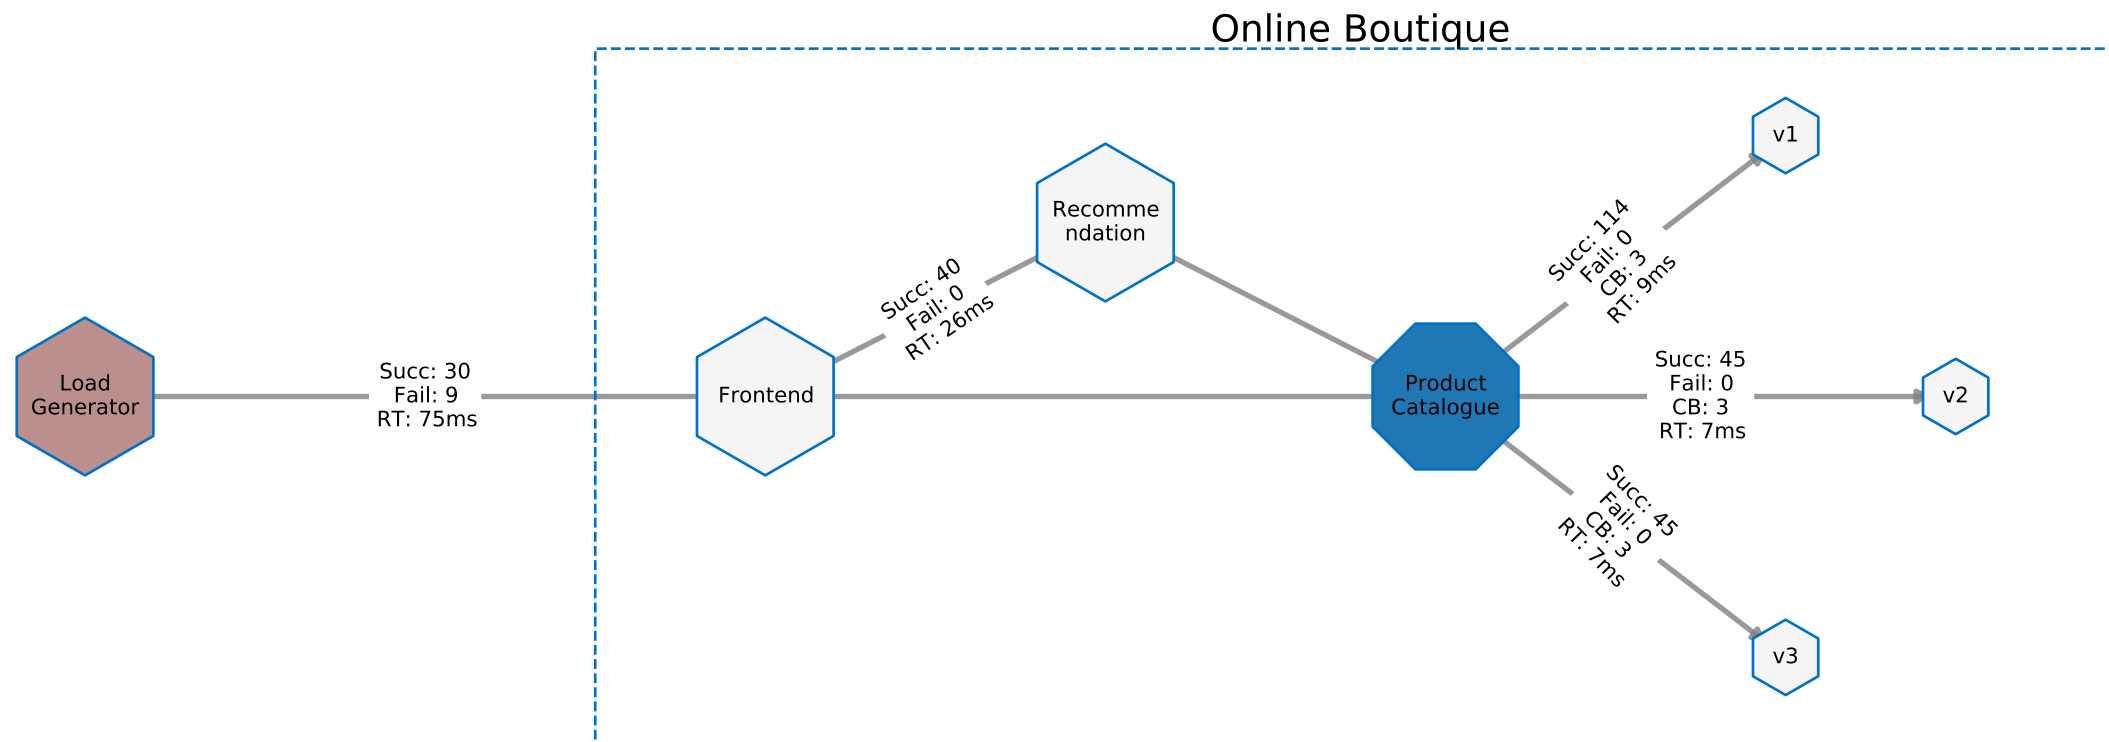 Online Boutique
Load
Generator
Succ: 30
Fail: 9
RT: 75ms
Frontend
Succ: 40
Fail: 0
RT: 26ms
Recomme
ndation
Product
Catalogue
Succ: 114
Fail: 0
CB: 3
RT: 9ms
v1
Succ: 45
Fail: 0
CB: 3
RT: 7ms
v2
Succ: 45
Fail: 0
CB: 3
RT: 7ms
v3